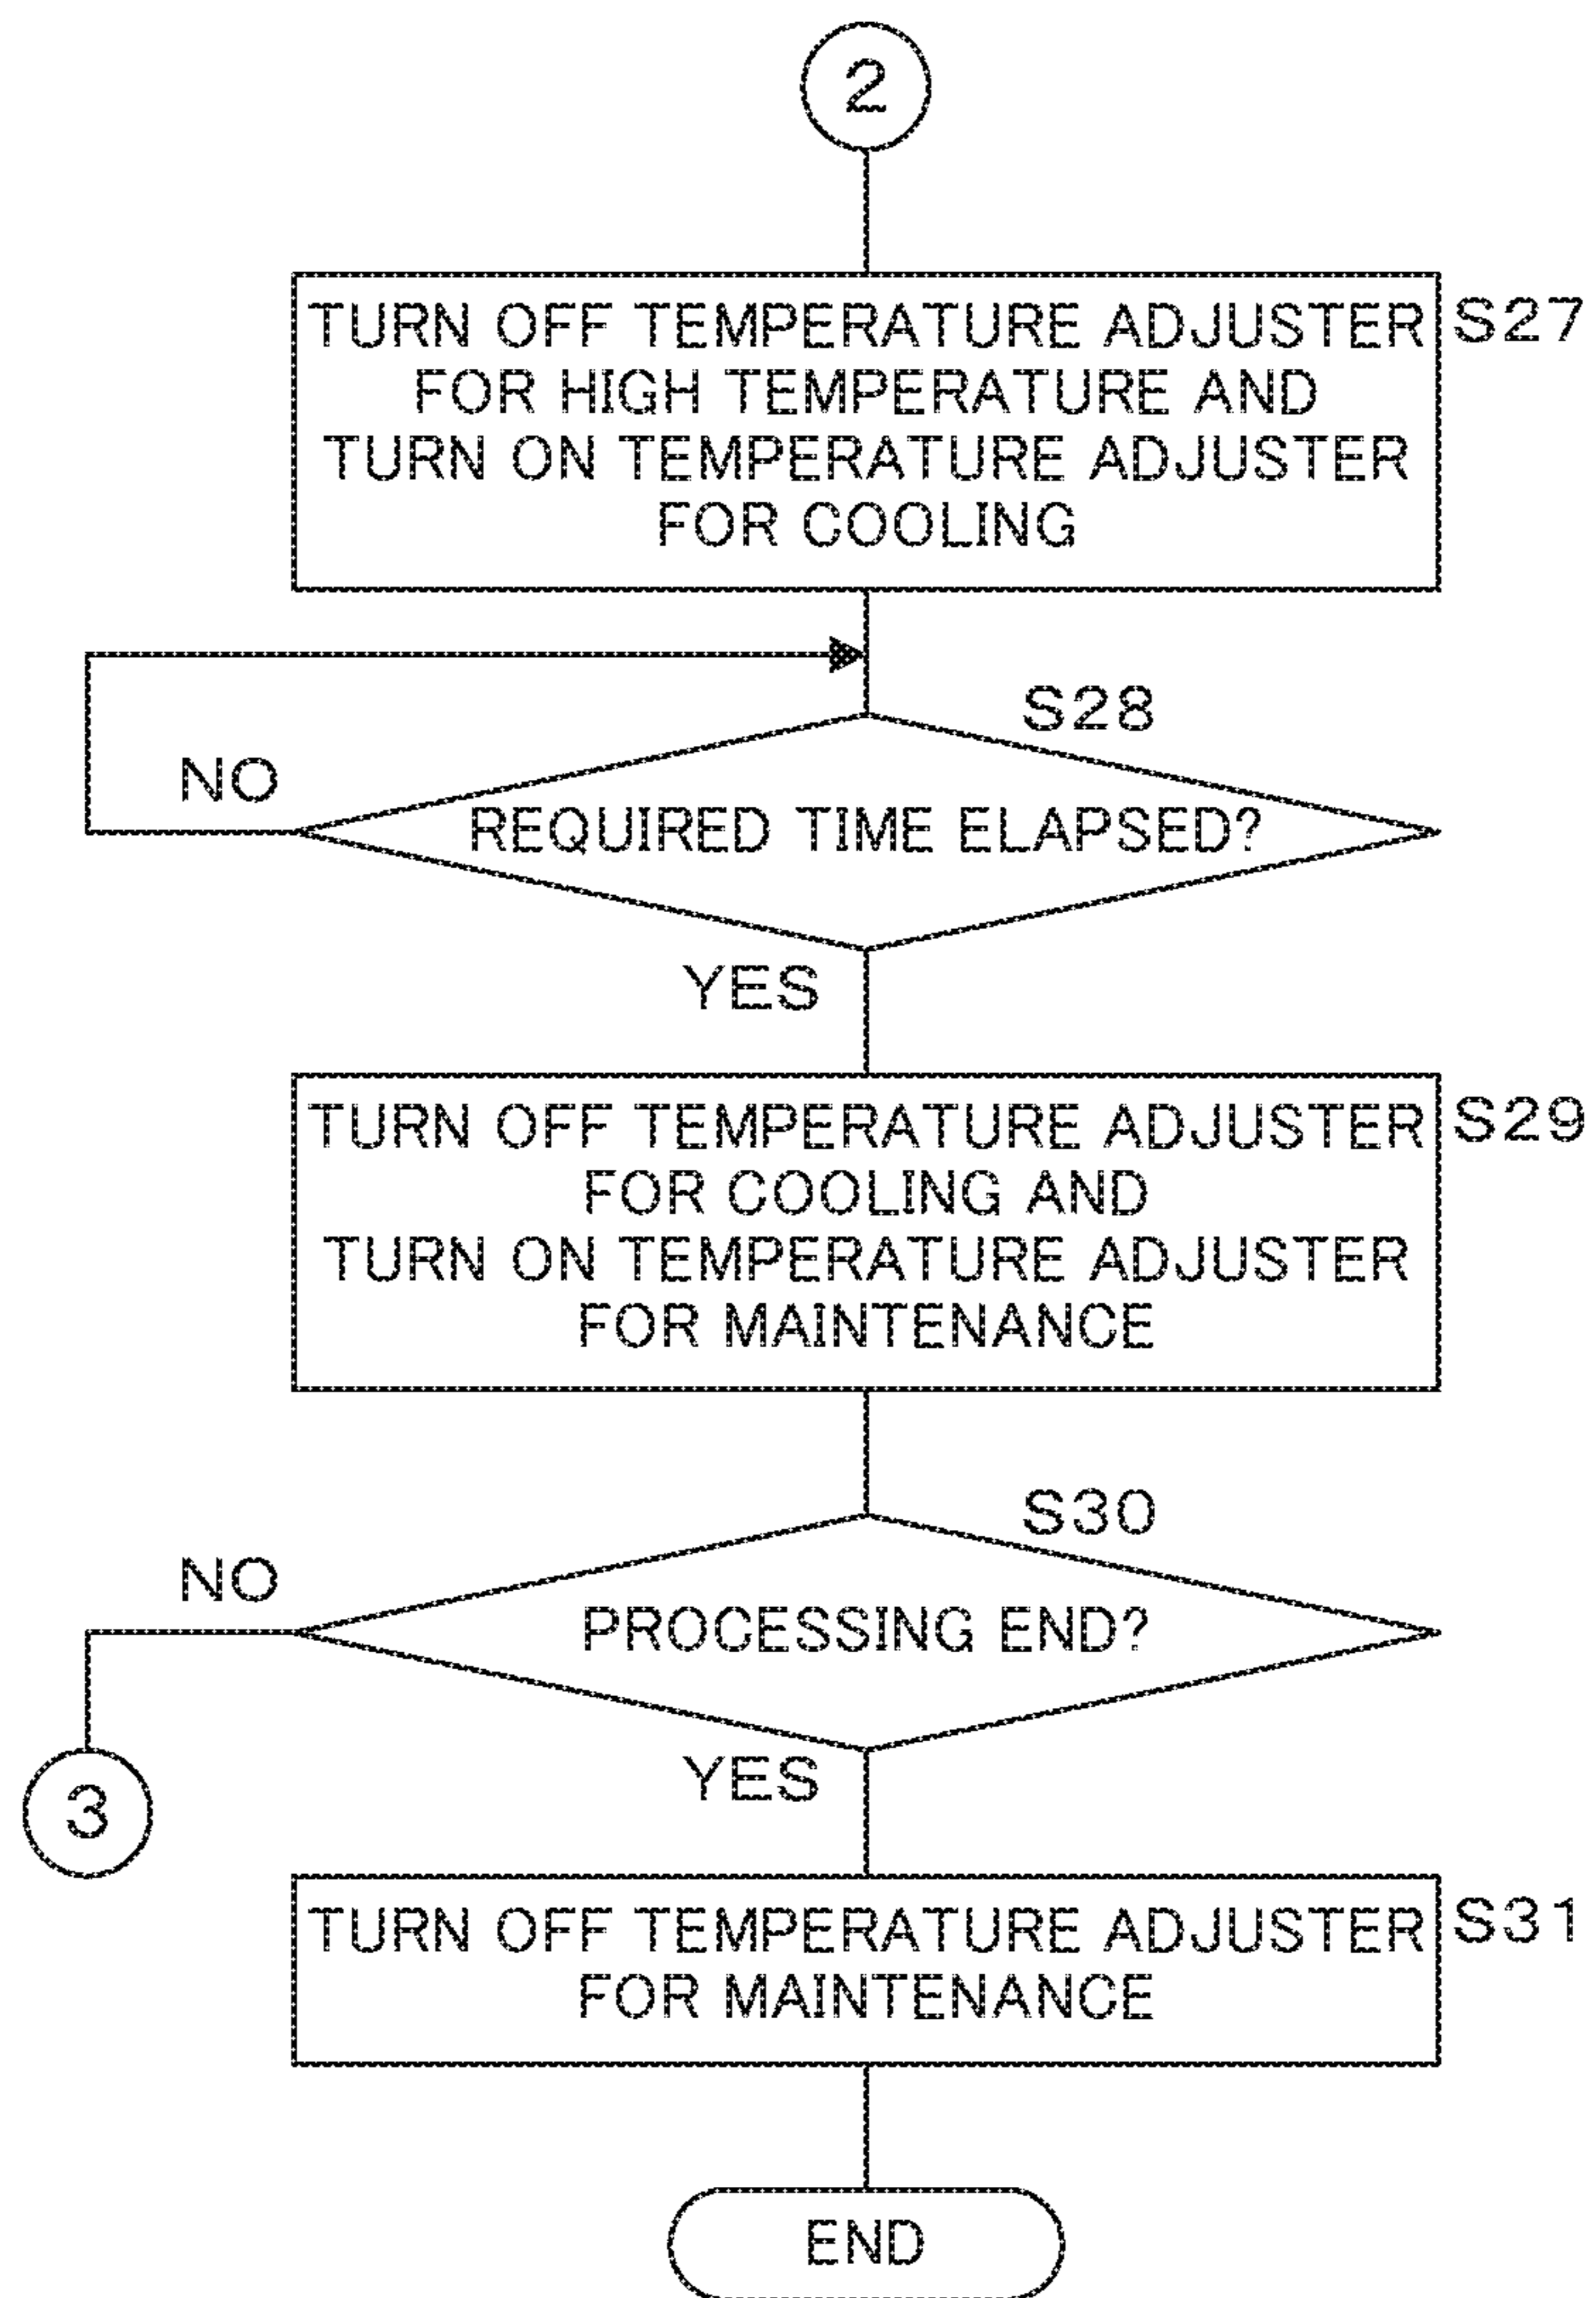 2
TURN OFF TEMPERATURE ADJUSTER
FOR HIGH TEMPERATURE AND
TURN ON TEMPERATURE ADJUSTER
FOR COOLING
S27
S28
NO
REQUIRED TIME ELAPSED?
YES
TURN OFF TEMPERATURE ADJUSTER
FOR COOLING AND
TURN ON TEMPERATURE ADJUSTER
FOR MAINTENANCE
S29
S30
NO
PROCESSING END?
YES
3
TURN OFF TEMPERATURE ADJUSTER
FOR MAINTENANCE
S31
END